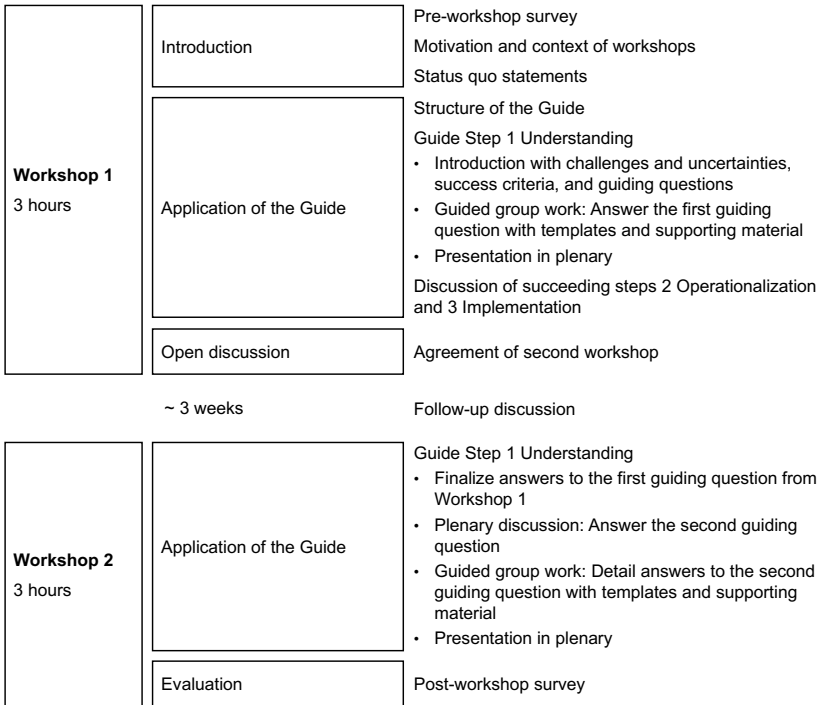 Workshop 1
3 hours
Introduction
Pre-workshop survey
Motivation and context of workshops
Status quo statements
Application of the Guide
Structure of the Guide
Guide Step 1 Understanding
• Introduction with challenges and uncertainties,
success criteria, and guiding questions
• Guided group work: Answer the first guiding
question with templates and supporting material
• Presentation in plenary
Discussion of succeeding steps 2 Operationalization
and 3 Implementation
Open discussion
Agreement of second workshop
~ 3 weeks
Follow-up discussion
Workshop 2
3 hours
Application of the Guide
Guide Step 1 Understanding
• Finalize answers to the first guiding question from
Workshop 1
• Plenary discussion: Answer the second guiding
question
• Guided group work: Detail answers to the second
guiding question with templates and supporting
material
• Presentation in plenary
Evaluation
Post-workshop survey